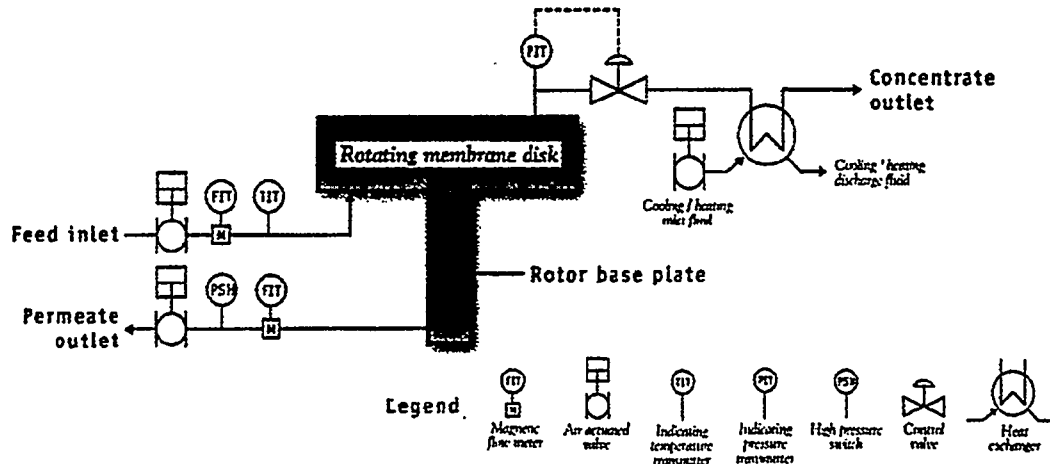 PIT
Concentrate
outlet
Rotating membrane disk
Cooling / heating
discharge fluid
Cooling / heating
inlet fluid
FIT
TIT
M
Feed inlet
Rotor base plate
PSH
FIT
M
Permeate
outlet
Legend
FIT
M
TIT
PIT
PSH
Magnetic
flow meter
Air actuated
valve
Indicating
temperature
transmitter
Indicating
pressure
transmitter
High pressure
switch
Control
valve
Heat
exchanger